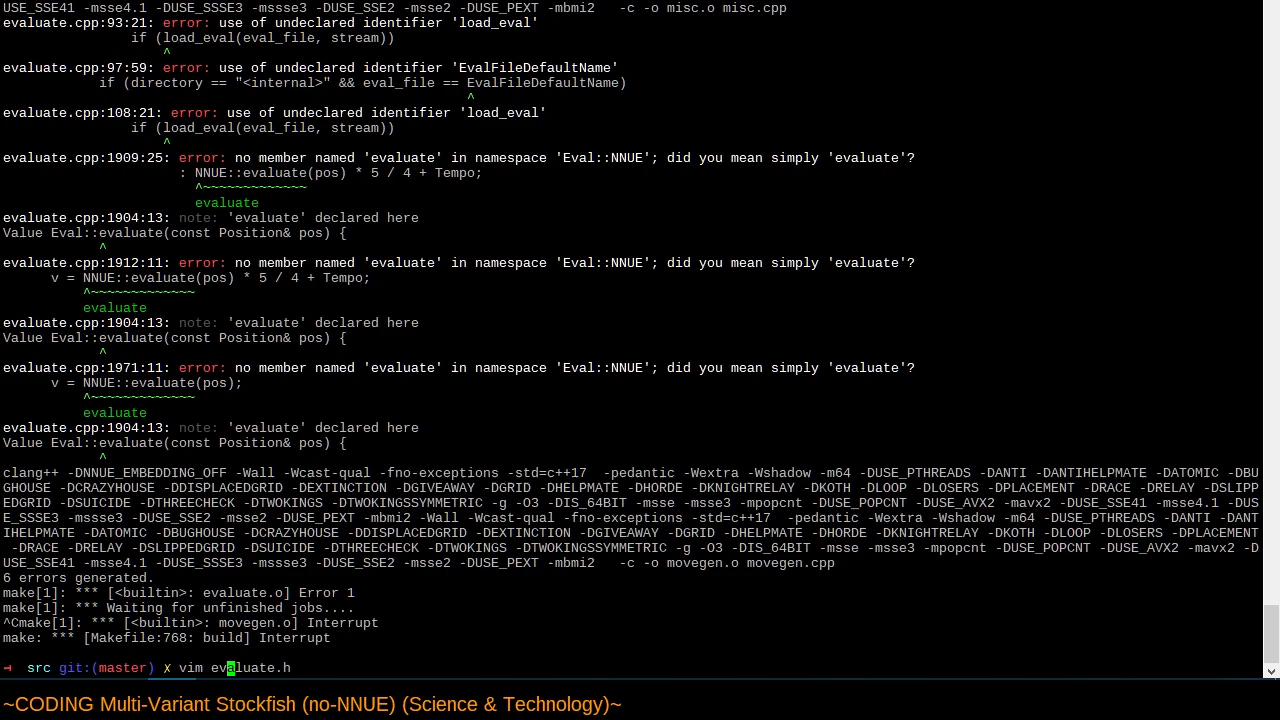 USE_SSE41 -msse4.1 -DUSE_SSSE3 -mssse3 -DUSE_SSE2 -msse2 -DUSE_PEXT -mbmi2   -c -o misc.o misc.cpp
evaluate.cpp:93:21: error: use of undeclared identifier 'load_eval'
                if (load_eval(eval_file, stream))
                    ^
evaluate.cpp:97:59: error: use of undeclared identifier 'EvalFileDefaultName'
            if (directory == "<internal>" && eval_file == EvalFileDefaultName)
                                                          ^
evaluate.cpp:108:21: error: use of undeclared identifier 'load_eval'
                if (load_eval(eval_file, stream))
                    ^
evaluate.cpp:1909:25: error: no member named 'evaluate' in namespace 'Eval::NNUE'; did you mean simply 'evaluate'?
                      : NNUE::evaluate(pos) * 5 / 4 + Tempo;
                        ^~~~~~~~~~~~~~
                        evaluate
evaluate.cpp:1904:13: note: 'evaluate' declared here
Value Eval::evaluate(const Position& pos) {
            ^
evaluate.cpp:1912:11: error: no member named 'evaluate' in namespace 'Eval::NNUE'; did you mean simply 'evaluate'?
      v = NNUE::evaluate(pos) * 5 / 4 + Tempo;
          ^~~~~~~~~~~~~~
          evaluate
evaluate.cpp:1904:13: note: 'evaluate' declared here
Value Eval::evaluate(const Position& pos) {
            ^
evaluate.cpp:1971:11: error: no member named 'evaluate' in namespace 'Eval::NNUE'; did you mean simply 'evaluate'?
      v = NNUE::evaluate(pos);
          ^~~~~~~~~~~~~~
          evaluate
evaluate.cpp:1904:13: note: 'evaluate' declared here
Value Eval::evaluate(const Position& pos) {
            ^
clang++ -DNNUE_EMBEDDING_OFF -Wall -Wcast-qual -fno-exceptions -std=c++17  -pedantic -Wextra -Wshadow -m64 -DUSE_PTHREADS -DANTI -DANTIHELPMATE -DATOMIC -DBU
GHOUSE -DCRAZYHOUSE -DDISPLACEDGRID -DEXTINCTION -DGIVEAWAY -DGRID -DHELPMATE -DHORDE -DKNIGHTRELAY -DKOTH -DLOOP -DLOSERS -DPLACEMENT -DRACE -DRELAY -DSLIPP
EDGRID -DSUICIDE -DTHREECHECK -DTWOKINGS -DTWOKINGSSYMMETRIC -g -O3 -DIS_64BIT -msse -msse3 -mpopcnt -DUSE_POPCNT -DUSE_AVX2 -mavx2 -DUSE_SSE41 -msse4.1 -DUS
E_SSSE3 -mssse3 -DUSE_SSE2 -msse2 -DUSE_PEXT -mbmi2 -Wall -Wcast-qual -fno-exceptions -std=c++17  -pedantic -Wextra -Wshadow -m64 -DUSE_PTHREADS -DANTI -DANT
IHELPMATE -DATOMIC -DBUGHOUSE -DCRAZYHOUSE -DDISPLACEDGRID -DEXTINCTION -DGIVEAWAY -DGRID -DHELPMATE -DHORDE -DKNIGHTRELAY -DKOTH -DLOOP -DLOSERS -DPLACEMENT
 -DRACE -DRELAY -DSLIPPEDGRID -DSUICIDE -DTHREECHECK -DTWOKINGS -DTWOKINGSSYMMETRIC -g -O3 -DIS_64BIT -msse -msse3 -mpopcnt -DUSE_POPCNT -DUSE_AVX2 -mavx2 -D
USE_SSE41 -msse4.1 -DUSE_SSSE3 -mssse3 -DUSE_SSE2 -msse2 -DUSE_PEXT -mbmi2   -c -o movegen.o movegen.cpp
6 errors generated.
make[1]: *** [<builtin>: evaluate.o] Error 1
make[1]: *** Waiting for unfinished jobs....
^Cmake[1]: *** [<builtin>: movegen.o] Interrupt
make: *** [Makefile:768: build] Interrupt
→ src git:(master) ✗ vim evaluate.h
~CODING Multi-Variant Stockfish (no-NNUE) (Science & Technology)~